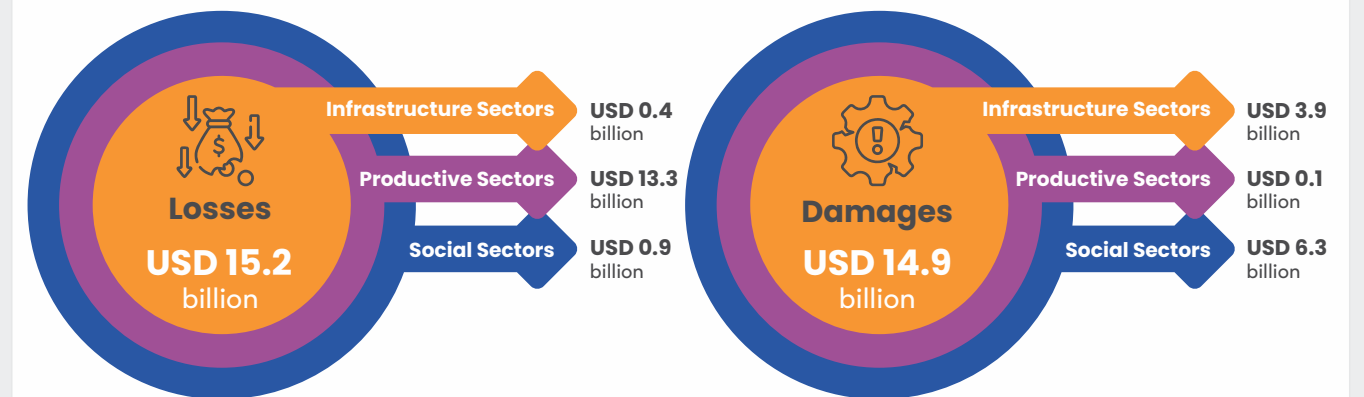 Infrastructure Sectors
USD 0.4
billion
Productive Sectors
USD 13.3
billion
Social Sectors
USD 0.9
billion
$
Losses
USD 15.2
billion
Infrastructure Sectors
USD 3.9
billion
Productive Sectors
USD 0.1
billion
Social Sectors
USD 6.3
billion
!
Damages
USD 14.9
billion